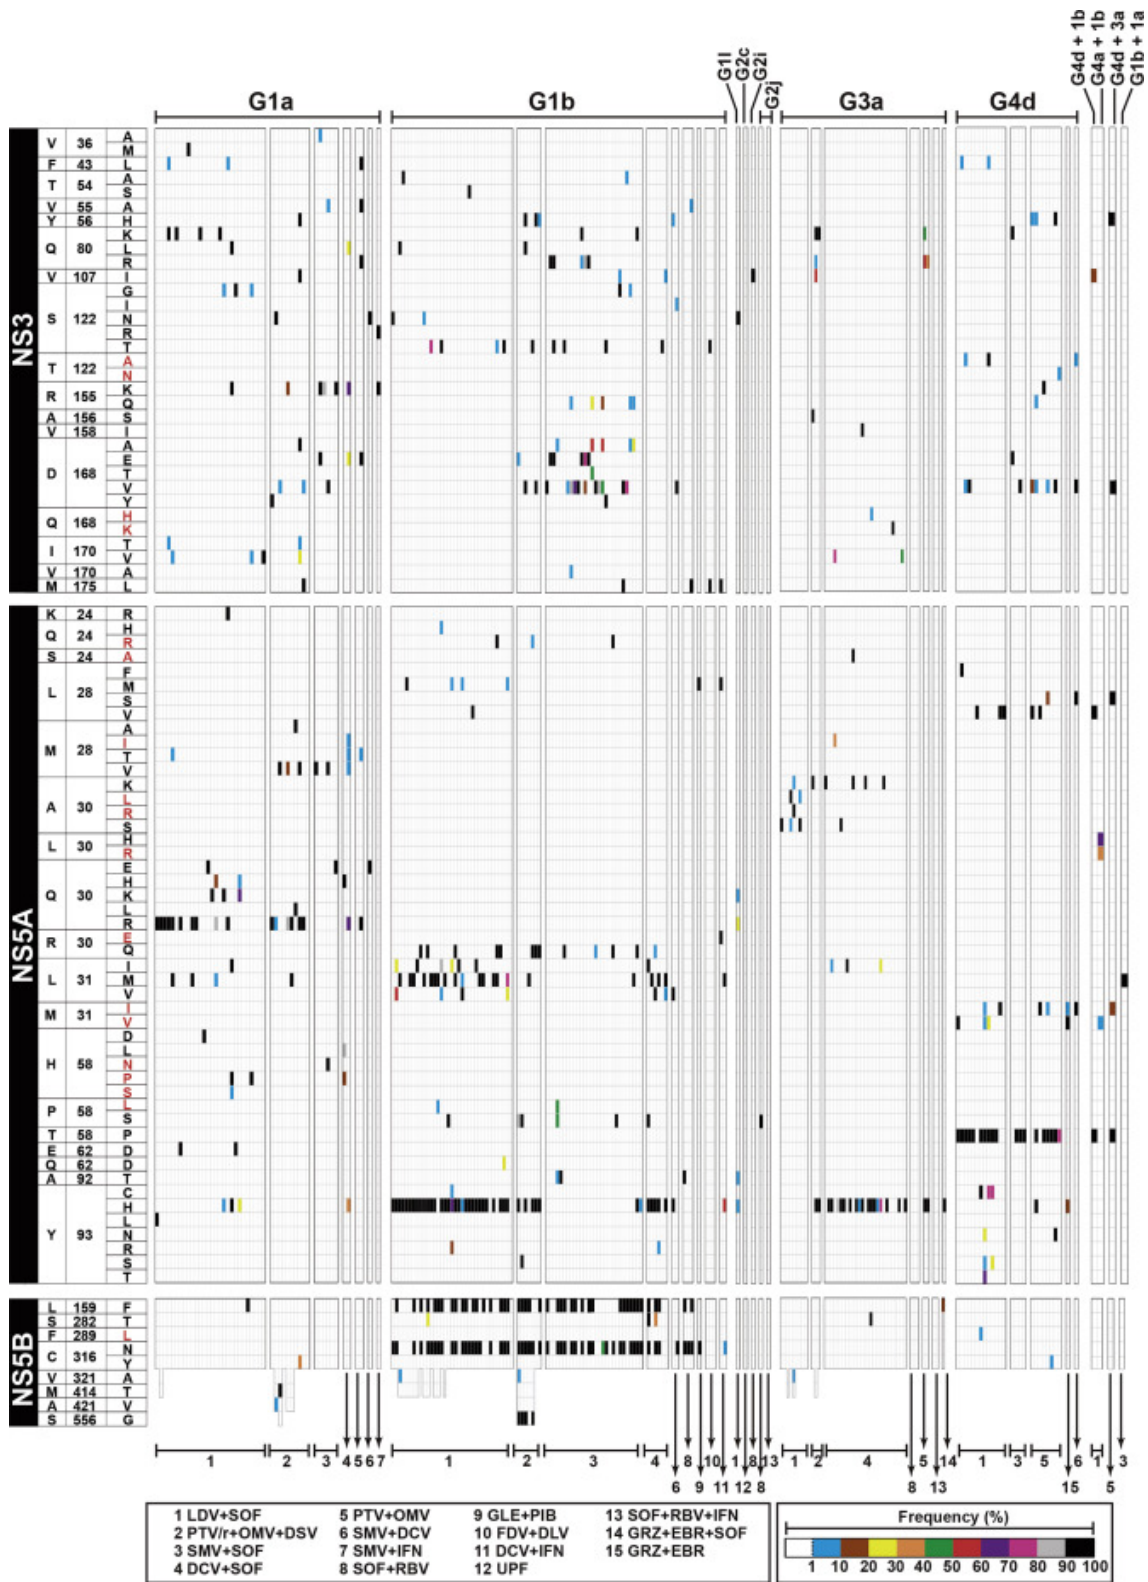 G1a
G1b
G1l
G2c
G2i
G2j
G3a
G4d
G4d + 1b
G4a + 1b
G4d + 3a
G1b + 1a
NS3
V 36 A
M
F 43 L
T 54 A
S
V 55 A
Y 56 H
Q 80 K
L
R
V 107 I
S 122 G
I
N
R
T
T 122 A
N
R 155 K
Q
A 156 S
V 158 I
D 168 A
E
T
V
Y
Q 168 H
K
I 170 T
V
V 170 A
M 175 L
NS5A
K 24 R
Q 24 H
R
S 24 A
L 28 F
M
S
V
M 28 A
I
T
V
A 30 K
L
R
S
L 30 H
R
Q 30 E
H
K
L
R
R 30 E
Q
L 31 I
M
V
M 31 I
V
H 58 D
L
N
P
S
P 58 L
S
T 58 P
E 62 D
Q 62 D
A 92 T
Y 93 C
H
L
N
R
S
T
NS5B
L 159 F
S 282 T
F 289 L
C 316 N
Y
V 321 A
M 414 T
A 421 V
S 556 G
1 2 3 4 5 6 7
1 2 3 4 8 10 1 8 13
6 9 11 12 8
1 2 4 5 14
8 13
1 3 5 6 1 3
15 5
1 LDV+SOF
2 PTV/r+OMV+DSV
3 SMV+SOF
4 DCV+SOF
5 PTV+OMV
6 SMV+DCV
7 SMV+IFN
8 SOF+RBV
9 GLE+PIB
10 FDV+DLV
11 DCV+IFN
12 UPF
13 SOF+RBV+IFN
14 GRZ+EBR+SOF
15 GRZ+EBR
Frequency (%)
1 10 20 30 40 50 60 70 80 90 100